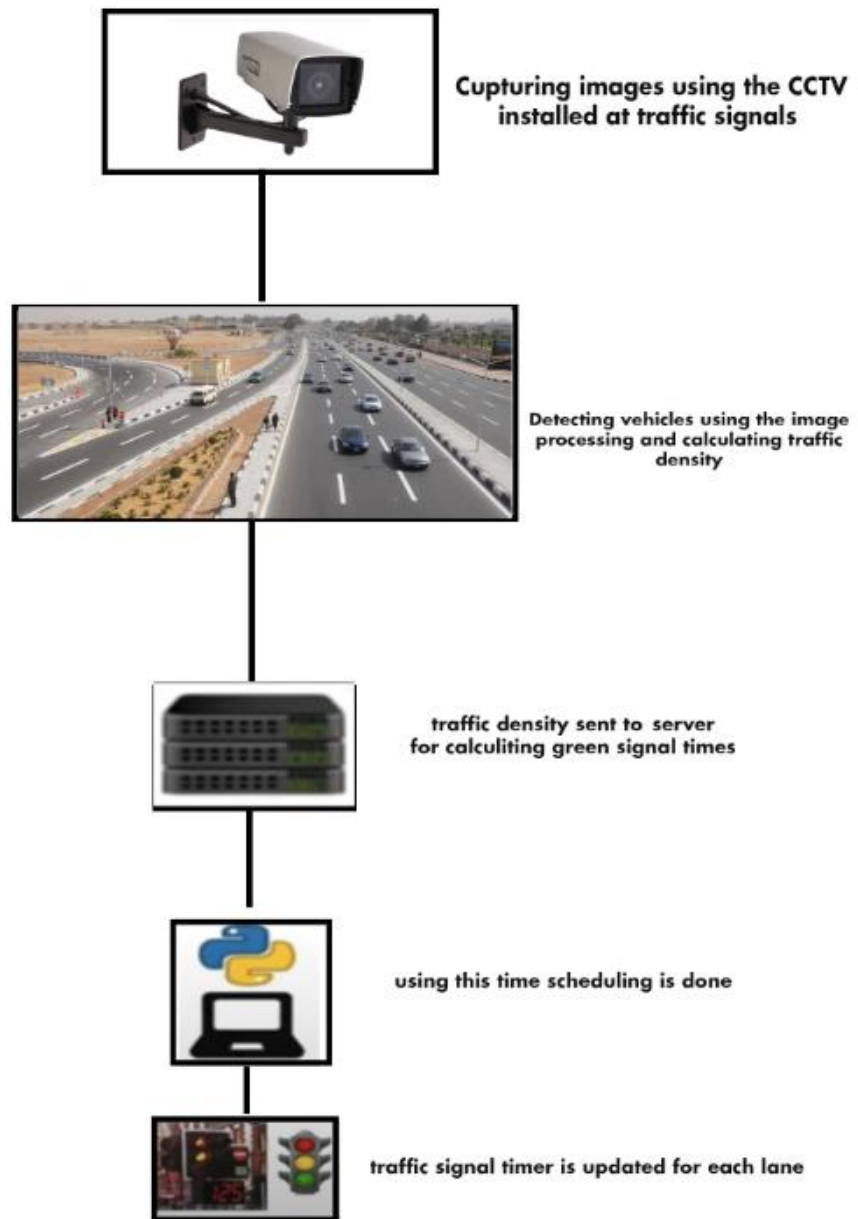 Cupturing images using the CCTV
installed at traffic signals
Detecting vehicles using the image
processing and calculating traffic
density
traffic density sent to server
for calculiting green signal times
using this time scheduling is done
125
traffic signal timer is updated for each lane